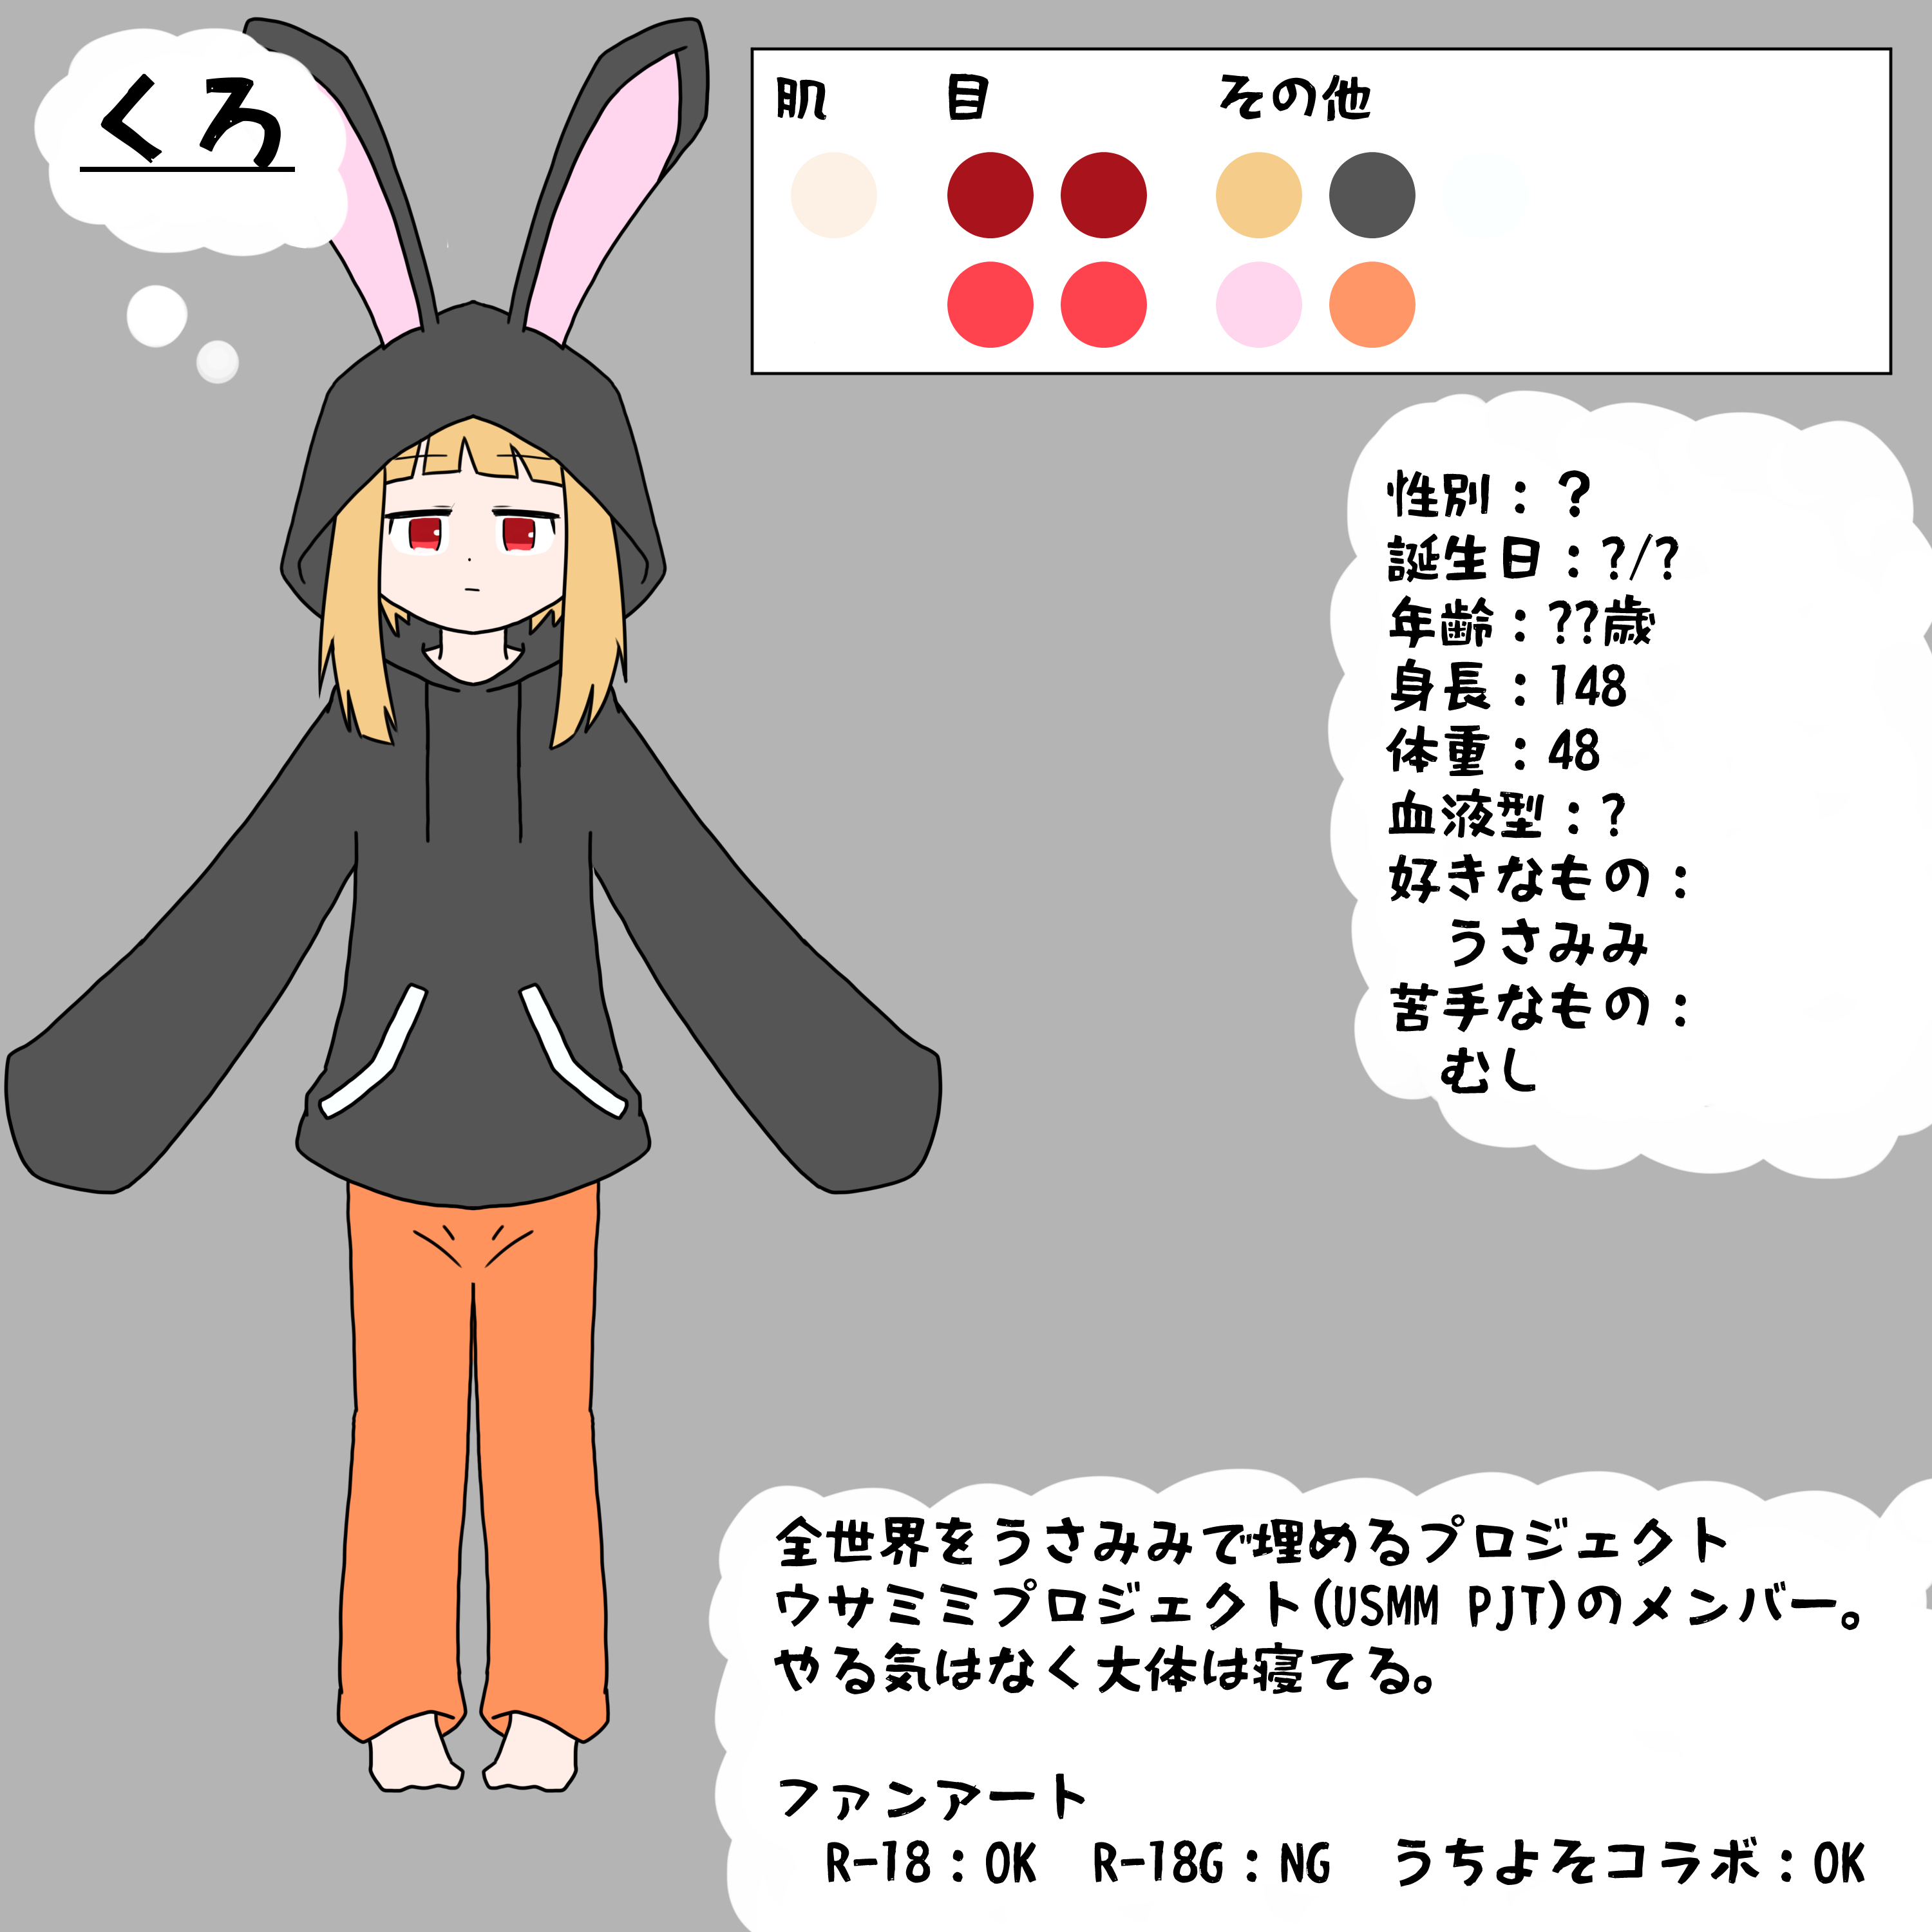 くろ
肌 目 その他
性別：？
誕生日：？/？
年齢：？？歳
身長：148
体重：48
血液型：？
好きなもの：
うさみみ
苦手なもの：
むし
全世界をうさみみで埋めるプロジェクト
ウサミミプロジェクト(USMM PJT)のメンバー。
やる気はなく大体は寝てる。
ファンアート
R-18：OK R-18G：NG うちよそコラボ：OK